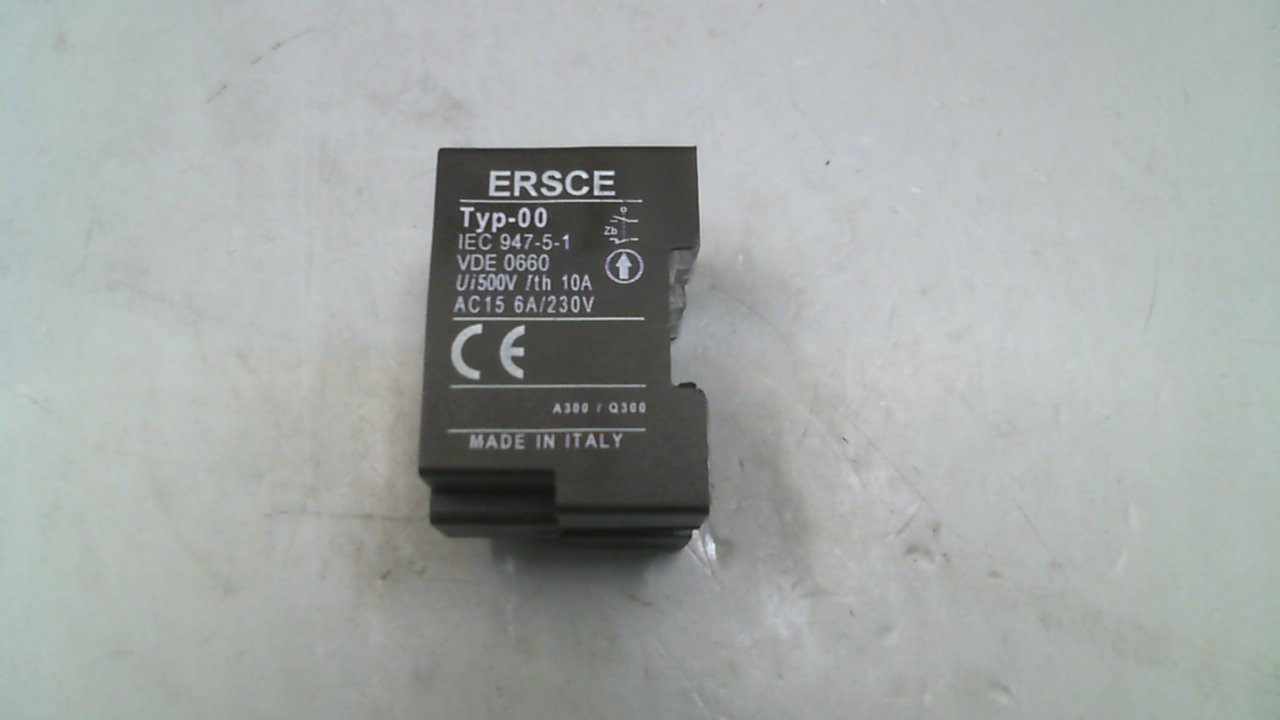 ERSCE
Typ-00
IEC 947-5-1
Zb
VDE 0660
Ui500V Ith 10A
AC15 6A/230V
CE
A300 / Q300
MADE IN ITALY